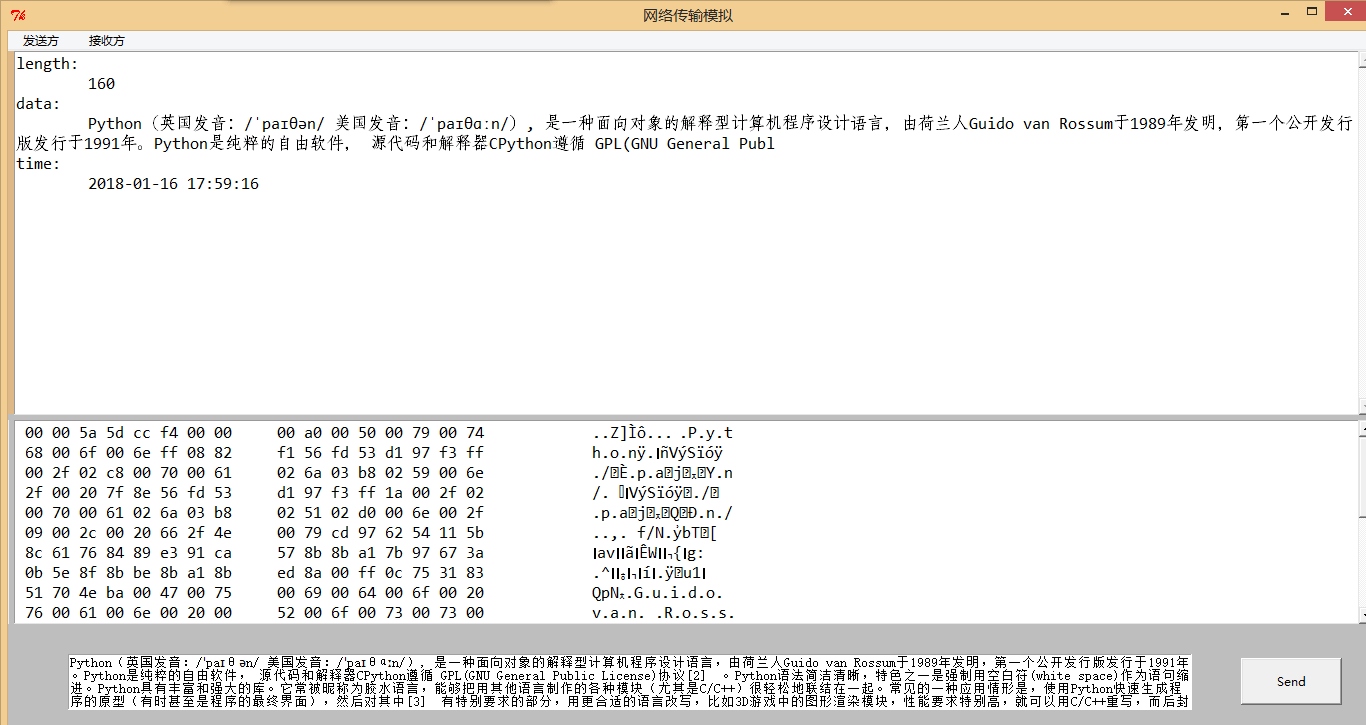 网络传输模拟
发送方 接收方
length:
160
data:
Python（英国发音：/ˈpaɪθən/ 美国发音：/ˈpaɪθɑːn/）, 是一种面向对象的解释型计算机程序设计语言，由荷兰人Guido van Rossum于1989年发明，第一个公开发行
版发行于1991年。Python是纯粹的自由软件， 源代码和解释器CPython遵循 GPL(GNU General Publ
time:
2018-01-16 17:59:16
00 00 5a 5d cc f4 00 00 00 a0 00 50 00 79 00 74 ..Z]Ìô... .P.y.t
68 00 6f 00 6e ff 08 82 f1 56 fd 53 d1 97 f3 ff h.o.nÿ.ñVýSïóÿ
00 2f 02 c8 00 70 00 61 02 6a 03 b8 02 59 00 6e ./È.p.ajY.n
2f 00 20 7f 8e 56 fd 53 d1 97 f3 ff 1a 00 2f 02 /. VýSïóÿ./
00 70 00 61 02 6a 03 b8 02 51 02 d0 00 6e 00 2f .p.ajQÐ.n./
09 00 2c 00 20 66 2f 4e 00 79 cd 97 62 54 11 5b ..,. f/N.ybT[
8c 61 76 84 89 e3 91 ca 57 8b 8b a1 7b 97 67 3a avãÊW{g:
0b 5e 8f 8b be 8b a1 8b ed 8a 00 ff 0c 75 31 83 .^í.ÿu1
51 70 4e ba 00 47 00 75 00 69 00 64 00 6f 00 20 QpN.G.u.i.d.o.
76 00 61 00 6e 00 20 00 52 00 6f 00 73 00 73 00 v.a.n. .R.o.s.s.
Python（英国发音：/ˈpaɪθən/ 美国发音：/ˈpaɪθɑːn/）, 是一种面向对象的解释型计算机程序设计语言，由荷兰人Guido van Rossum于1989年发明，第一个公开发行版发行于1991年
。Python是纯粹的自由软件， 源代码和解释器CPython遵循 GPL(GNU General Public License)协议[2] 。Python语法简洁清晰，特色之一是强制用空白符(white space)作为语句缩
进。Python具有丰富和强大的库。它常被昵称为胶水语言，能够把用其他语言制作的各种模块（尤其是C/C++）很轻松地联结在一起。常见的一种应用情形是，使用Python快速生成程
序的原型（有时甚至是程序的最终界面），然后对其中[3] 有特别要求的部分，用更合适的语言改写，比如3D游戏中的图形渲染模块，性能要求特别高，就可以用C/C++重写，而后封
Send